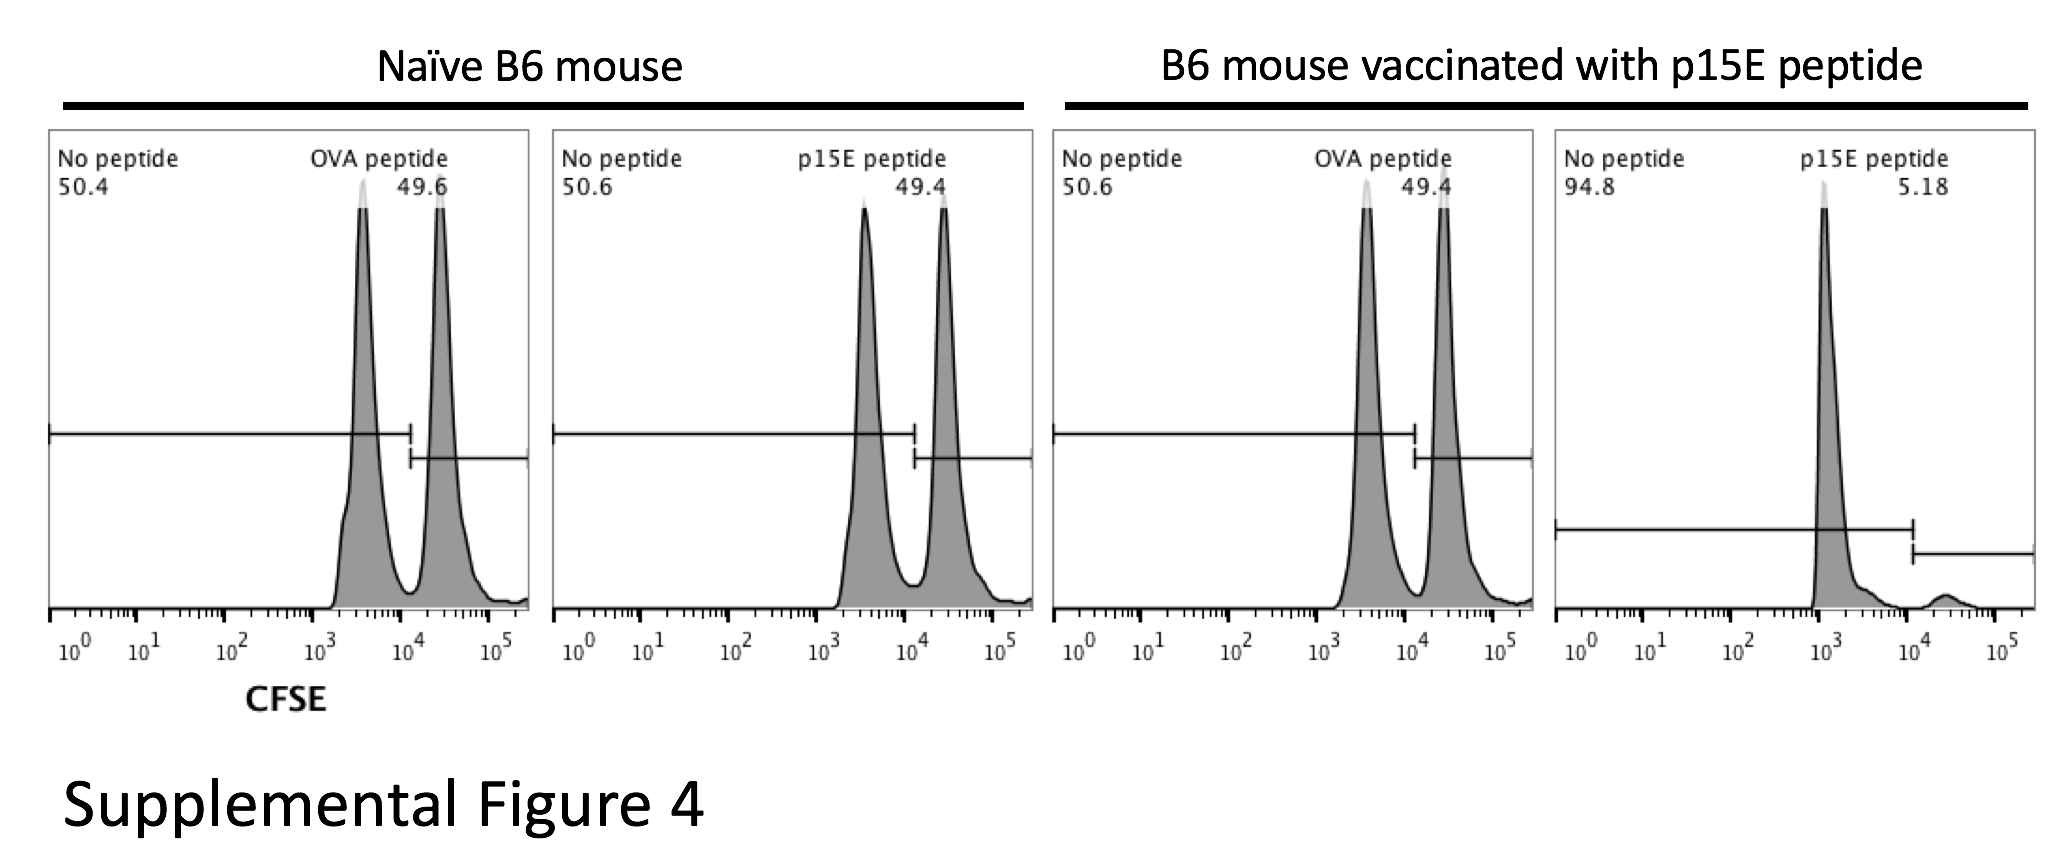 Naïve B6 mouse
B6 mouse vaccinated with p15E peptide
No peptide
50.4
OVA peptide
49.6
No peptide
50.6
p15E peptide
49.4
No peptide
50.6
OVA peptide
49.4
No peptide
94.8
p15E peptide
5.18
10^0 10^1 10^2 10^3 10^4 10^5
10^0 10^1 10^2 10^3 10^4 10^5
10^0 10^1 10^2 10^3 10^4 10^5
10^0 10^1 10^2 10^3 10^4 10^5
CFSE
Supplemental Figure 4